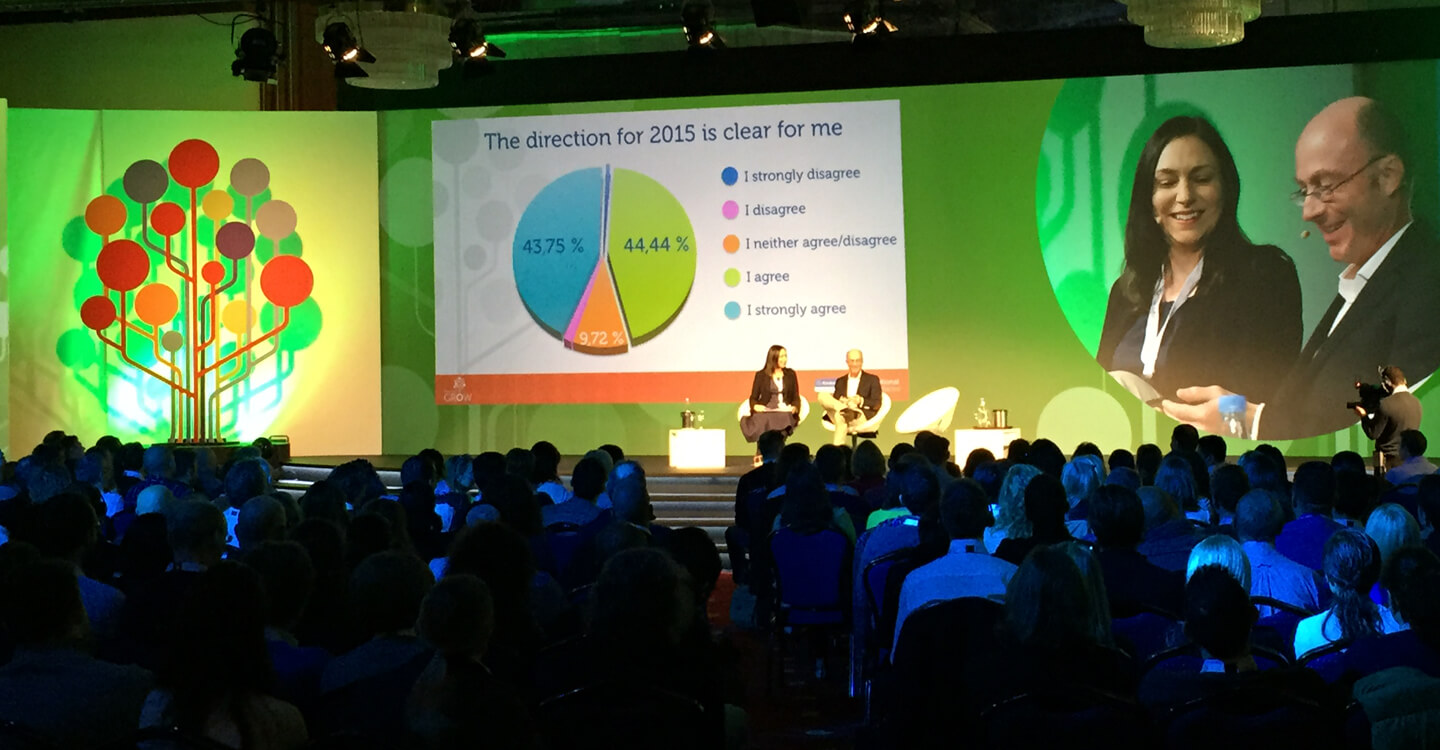 The direction for 2015 is clear for me
43,75 %
44,44 %
9,72 %
I strongly disagree
I disagree
I neither agree/disagree
I agree
I strongly agree
GROW